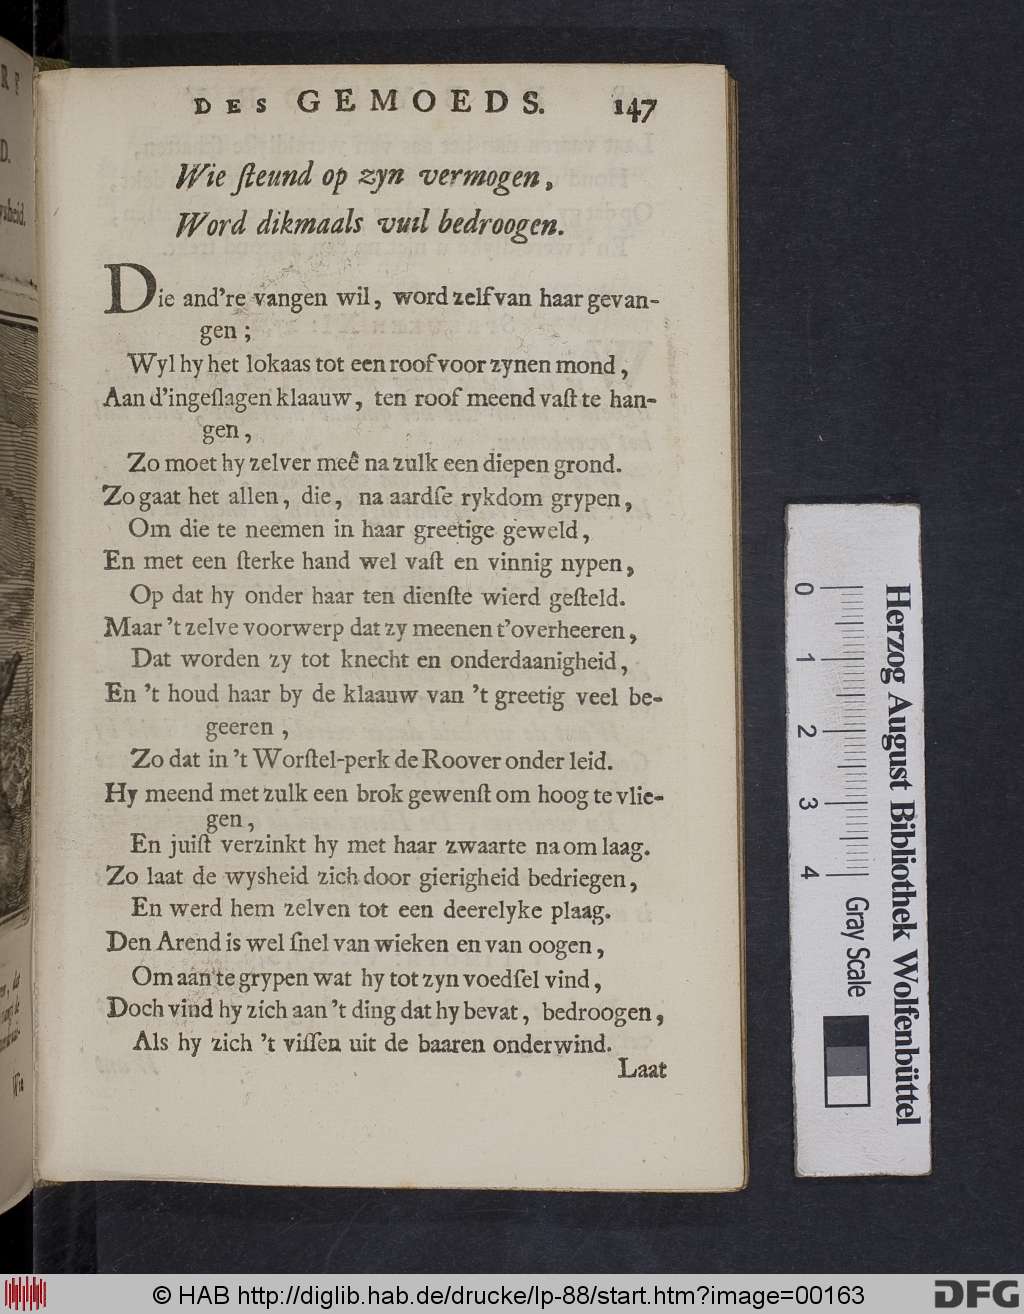 DES GEMOEDS. 147
Wie ſteund op zyn vermogen,
Word dikmaals vuil bedroogen.
Die and're vangen wil, word zelf van haar gevan-
gen;
Wyl hy het lokaas tot een roof voor zynen mond,
Aan d'ingeſlagen klaauw, ten roof meend vaſt te han-
gen,
Zo moet hy zelver meê na zulk een diepen grond.
Zo gaat het allen, die, na aardſe rykdom grypen,
Om die te neemen in haar greetige geweld,
En met een ſterke hand wel vaſt en vinnig nypen,
Op dat hy onder haar ten dienſte wierd geſteld.
Maar 't zelve voorwerp dat zy meenen t'overheeren,
Dat worden zy tot knecht en onderdaanigheid,
En 't houd haar by de klaauw van 't greetig veel be-
geeren,
Zo dat in 't Worſtel-perk de Roover onder leid.
Hy meend met zulk een brok gewenſt om hoog te vlie-
gen,
En juiſt verzinkt hy met haar zwaarte na om laag.
Zo laat de wysheid zich door gierigheid bedriegen,
En werd hem zelven tot een deerelyke plaag.
Den Arend is wel ſnel van wieken en van oogen,
Om aan te grypen wat hy tot zyn voedſel vind,
Doch vind hy zich aan 't ding dat hy bevat, bedroogen,
Als hy zich 't viſſen uit de baaren onderwind.
Laat
0 1 2 3 4
Gray Scale
Herzog August Bibliothek Wolfenbüttel
© HAB http://diglib.hab.de/drucke/lp-88/start.htm?image=00163
DFG